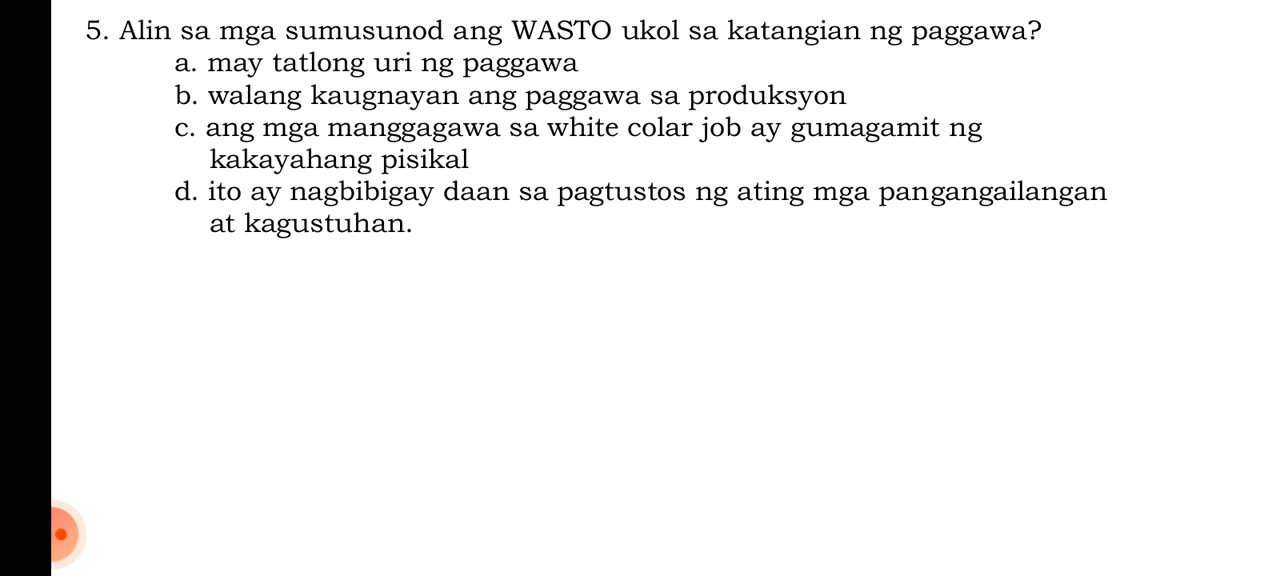 5. Alin sa mga sumusunod ang WASTO ukol sa katangian ng paggawa?
a. may tatlong uri ng paggawa
b. walang kaugnayan ang paggawa sa produksyon
c. ang mga manggagawa sa white colar job ay gumagamit ng
kakayahang pisikal
d. ito ay nagbibigay daan sa pagtustos ng ating mga pangangailangan
at kagustuhan.